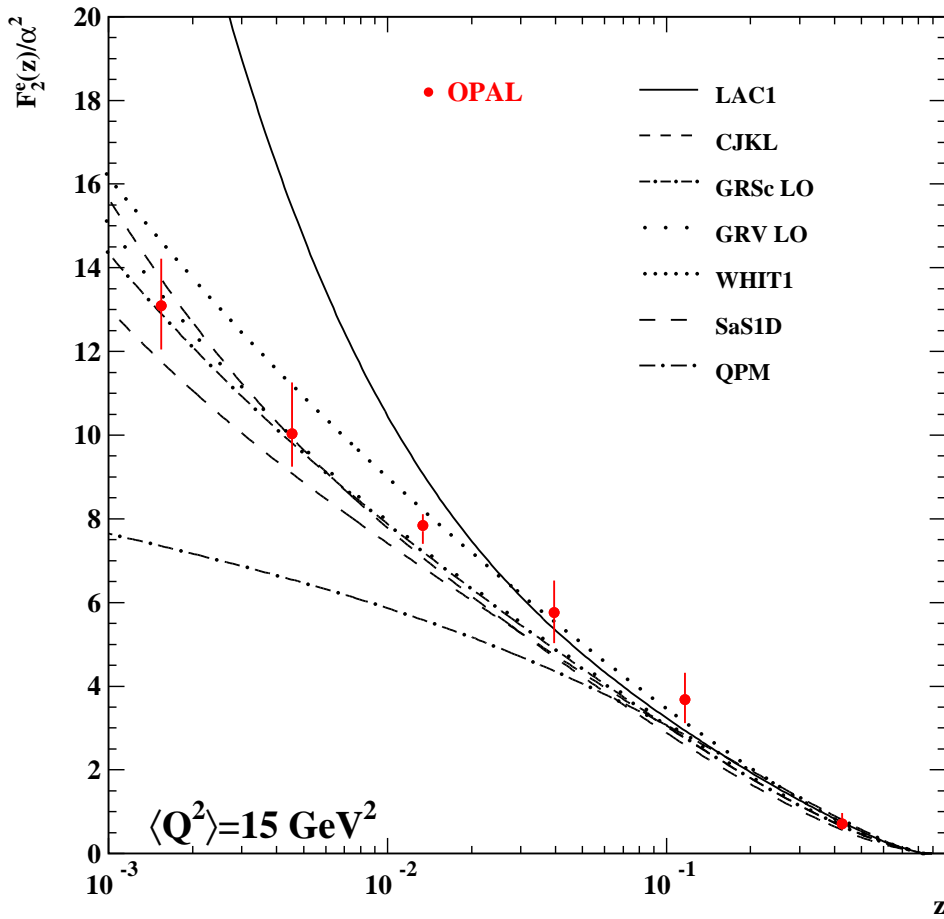 F₂ᵉ(z)/α²
20
18
16
14
12
10
8
6
4
2
0
OPAL
LAC1
CJKL
GRSc LO
GRV LO
WHIT1
SaS1D
QPM
⟨Q²⟩=15 GeV²
10⁻³ 10⁻² 10⁻¹
z